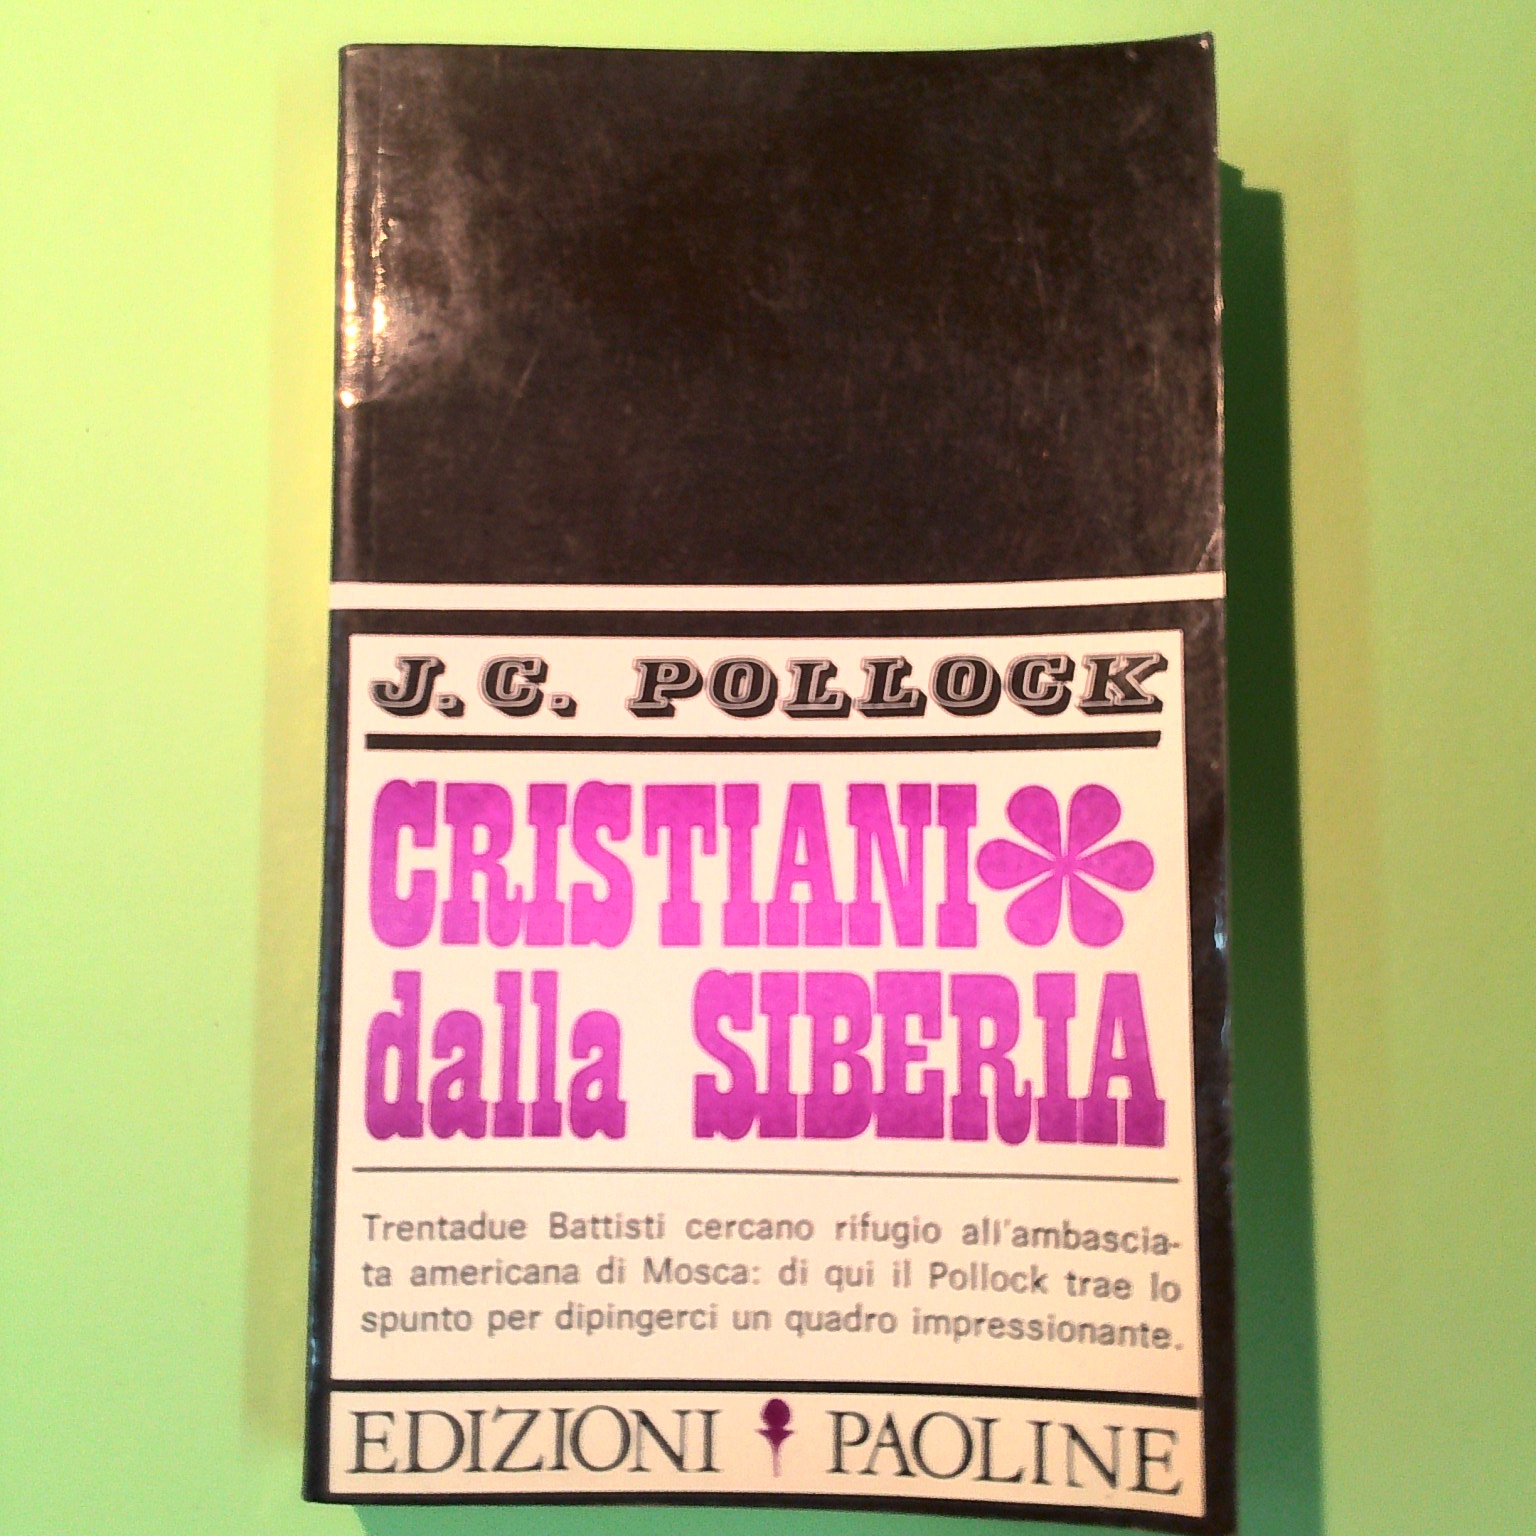 J.C. POLLOCK
CRISTIANI
dalla SIBERIA
Trentadue Battisti cercano rifugio all'ambascia-
ta americana di Mosca: di qui il Pollock trae lo
spunto per dipingerci un quadro impressionante.
EDIZIONI PAOLINE